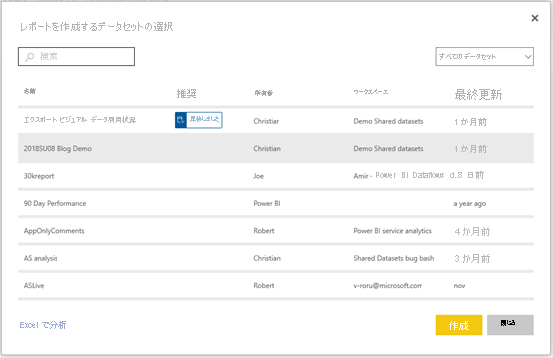 レポートを作成するデータセットの選択
検索
すべてのデータセット
名前 推奨 所有者 ワークスペース 最終更新
エクスポート ビジュアル データ利用状況 昇格しました Christiar Demo Shared datasets 1 か月前
2018SU08 Blog Demo Christian Demo Shared datasets 1 か月前
30kreport Joe Amir - Power BI Dataflows d.8 日前
90 Day Performance Power BI a year ago
AppOnlyComments Robert Power BI service analytics 4 か月前
AS analysis Christian Shared Datasets bug bash 3 か月前
ASLive Robert v-roru@microsoft.com nov
Excel で分析 作成